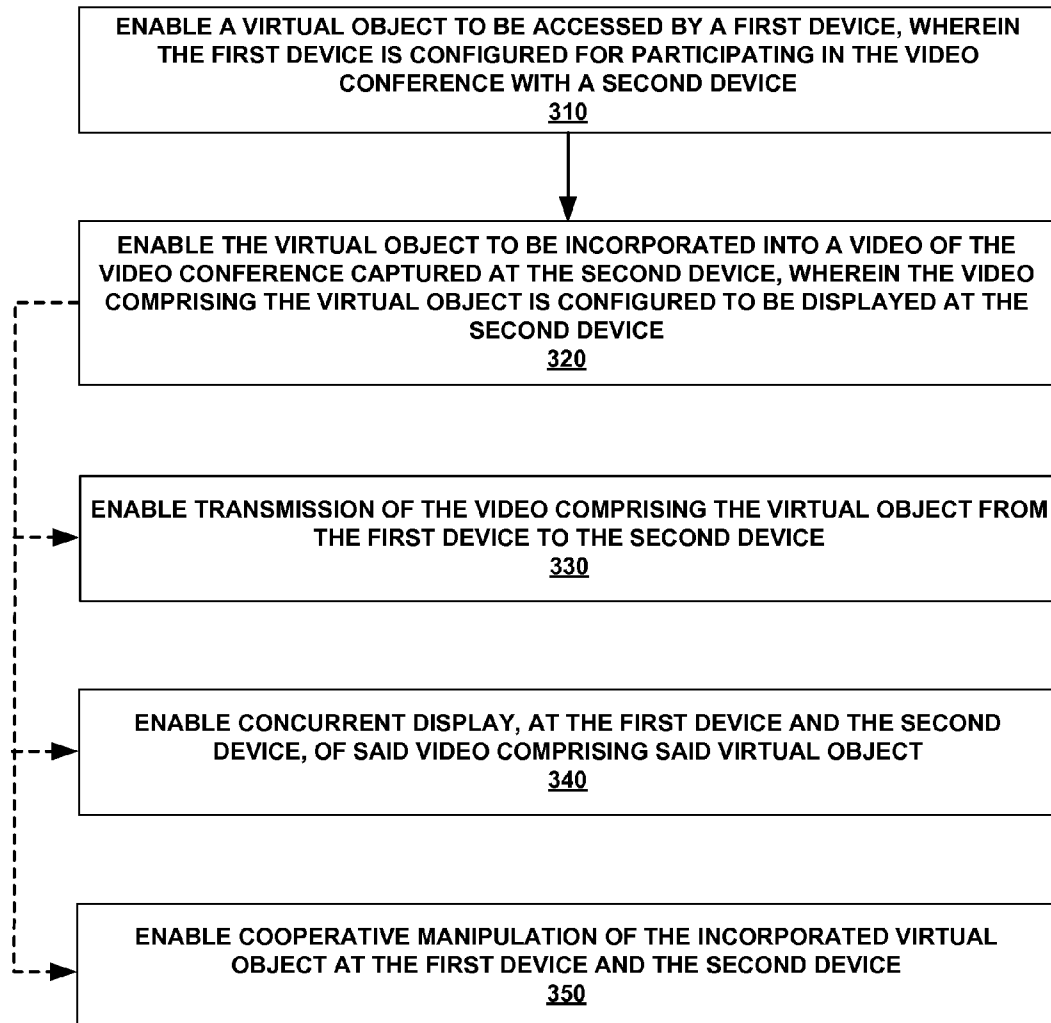 ENABLE A VIRTUAL OBJECT TO BE ACCESSED BY A FIRST DEVICE, WHEREIN
THE FIRST DEVICE IS CONFIGURED FOR PARTICIPATING IN THE VIDEO
CONFERENCE WITH A SECOND DEVICE
310
ENABLE THE VIRTUAL OBJECT TO BE INCORPORATED INTO A VIDEO OF THE
VIDEO CONFERENCE CAPTURED AT THE SECOND DEVICE, WHEREIN THE VIDEO
COMPRISING THE VIRTUAL OBJECT IS CONFIGURED TO BE DISPLAYED AT THE
SECOND DEVICE
320
ENABLE TRANSMISSION OF THE VIDEO COMPRISING THE VIRTUAL OBJECT FROM
THE FIRST DEVICE TO THE SECOND DEVICE
330
ENABLE CONCURRENT DISPLAY, AT THE FIRST DEVICE AND THE SECOND
DEVICE, OF SAID VIDEO COMPRISING SAID VIRTUAL OBJECT
340
ENABLE COOPERATIVE MANIPULATION OF THE INCORPORATED VIRTUAL
OBJECT AT THE FIRST DEVICE AND THE SECOND DEVICE
350